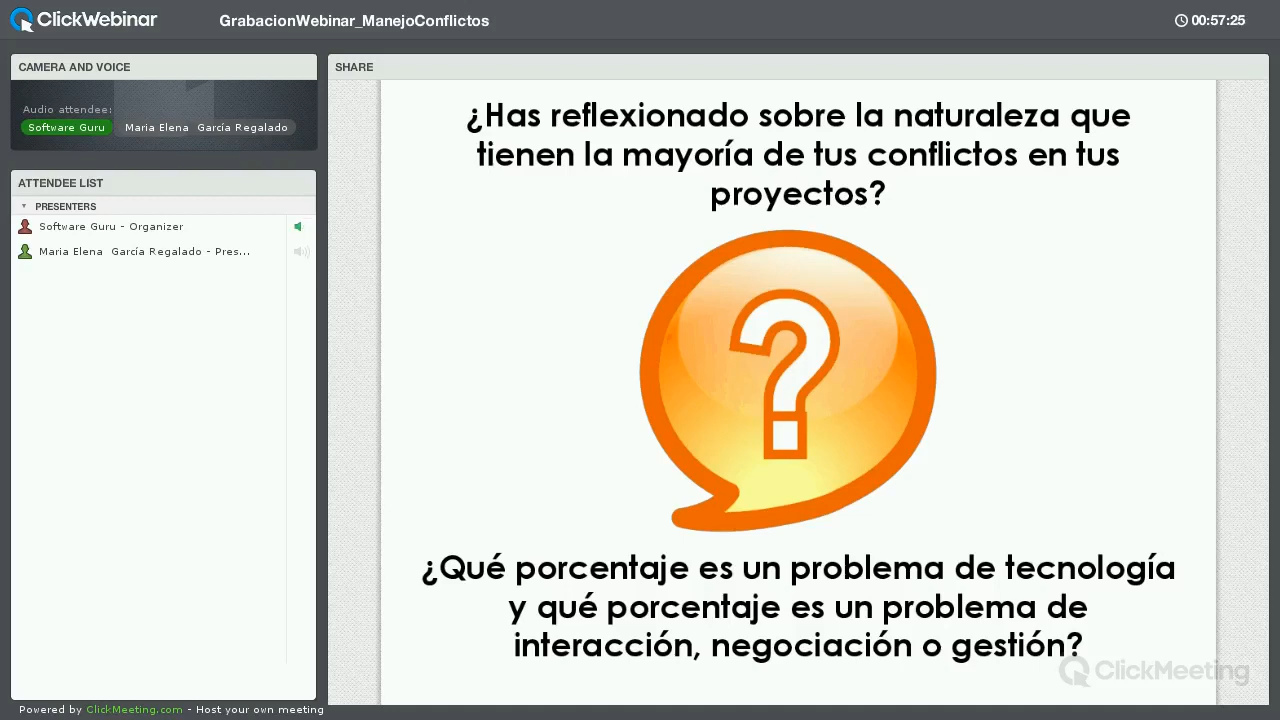 ClickWebinar
GrabacionWebinar_ManejoConflictos
00:57:25
CAMERA AND VOICE
Audio attendee:
Software Guru
Maria Elena García Regalado
ATTENDEE LIST
PRESENTERS
Software Guru - Organizer
Maria Elena García Regalado - Pres...
SHARE
¿Has reflexionado sobre la naturaleza que
tienen la mayoría de tus conflictos en tus
proyectos?
?
¿Qué porcentaje es un problema de tecnología
y qué porcentaje es un problema de
interacción, negociación o gestión?
ClickMeeting
Powered by ClickMeeting.com - Host your own meeting